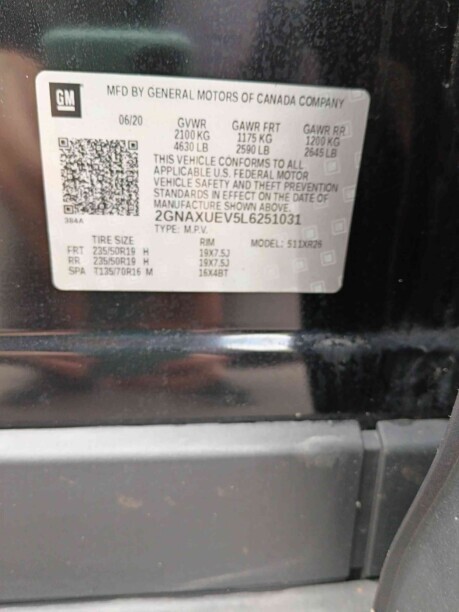 GM
MFD BY GENERAL MOTORS OF CANADA COMPANY
06/20 GVWR GAWR FRT GAWR RR
2100 KG 1175 KG 1200 KG
4630 LB 2590 LB 2645 LB
THIS VEHICLE CONFORMS TO ALL
APPLICABLE U.S. FEDERAL MOTOR
VEHICLE SAFETY AND THEFT PREVENTION
STANDARDS IN EFFECT ON THE DATE OF
MANUFACTURE SHOWN ABOVE.
2GNAXUEV5L6251031
384A TYPE: M.P.V. MODEL: 511XR26
TIRE SIZE RIM
FRT 235/50R19 H 19X7.5J
RR 235/50R19 H 19X7.5J
SPA T135/70R16 M 16X4BT